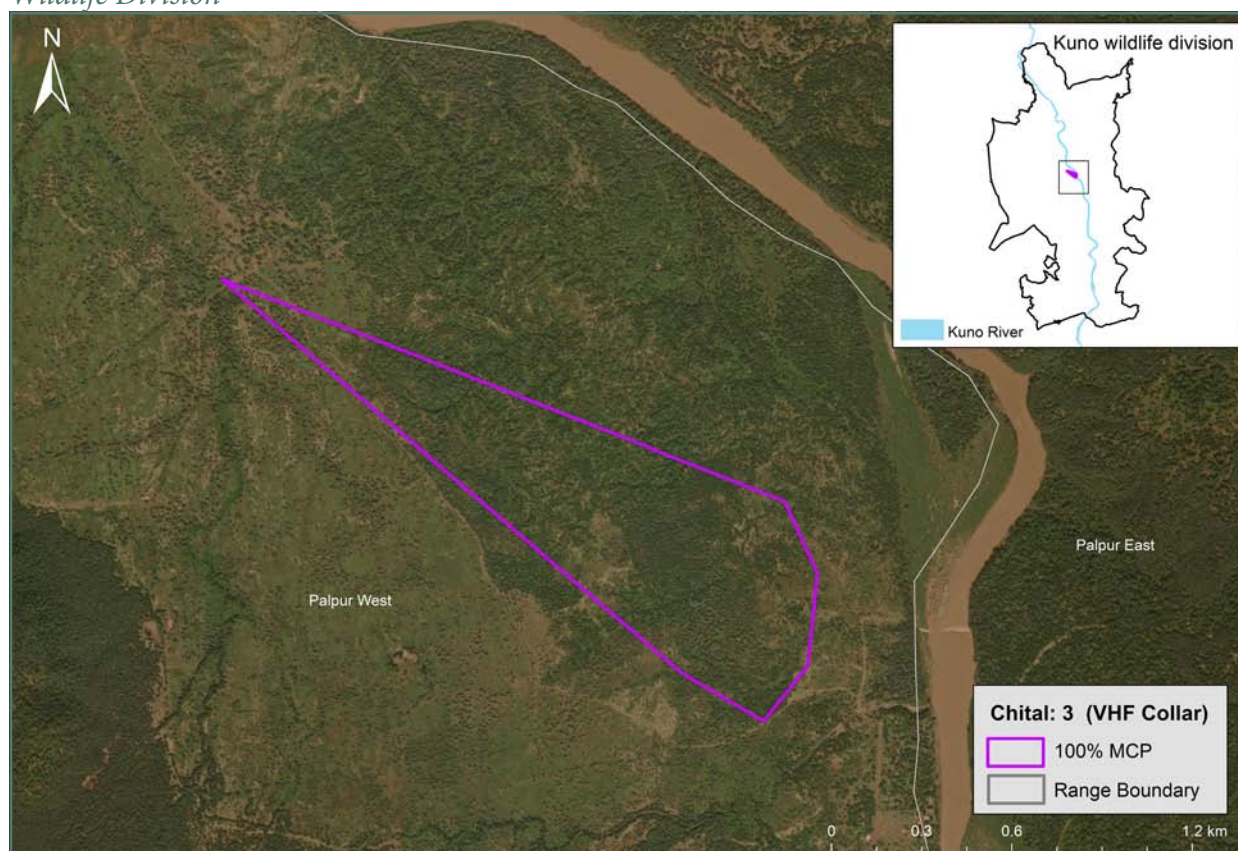 Wildlife Division
N
Kuno wildlife division
Kuno River
Palpur East
Palpur West
Chital: 3 (VHF Collar)
100% MCP
Range Boundary
0 0.3 0.6 1.2 km